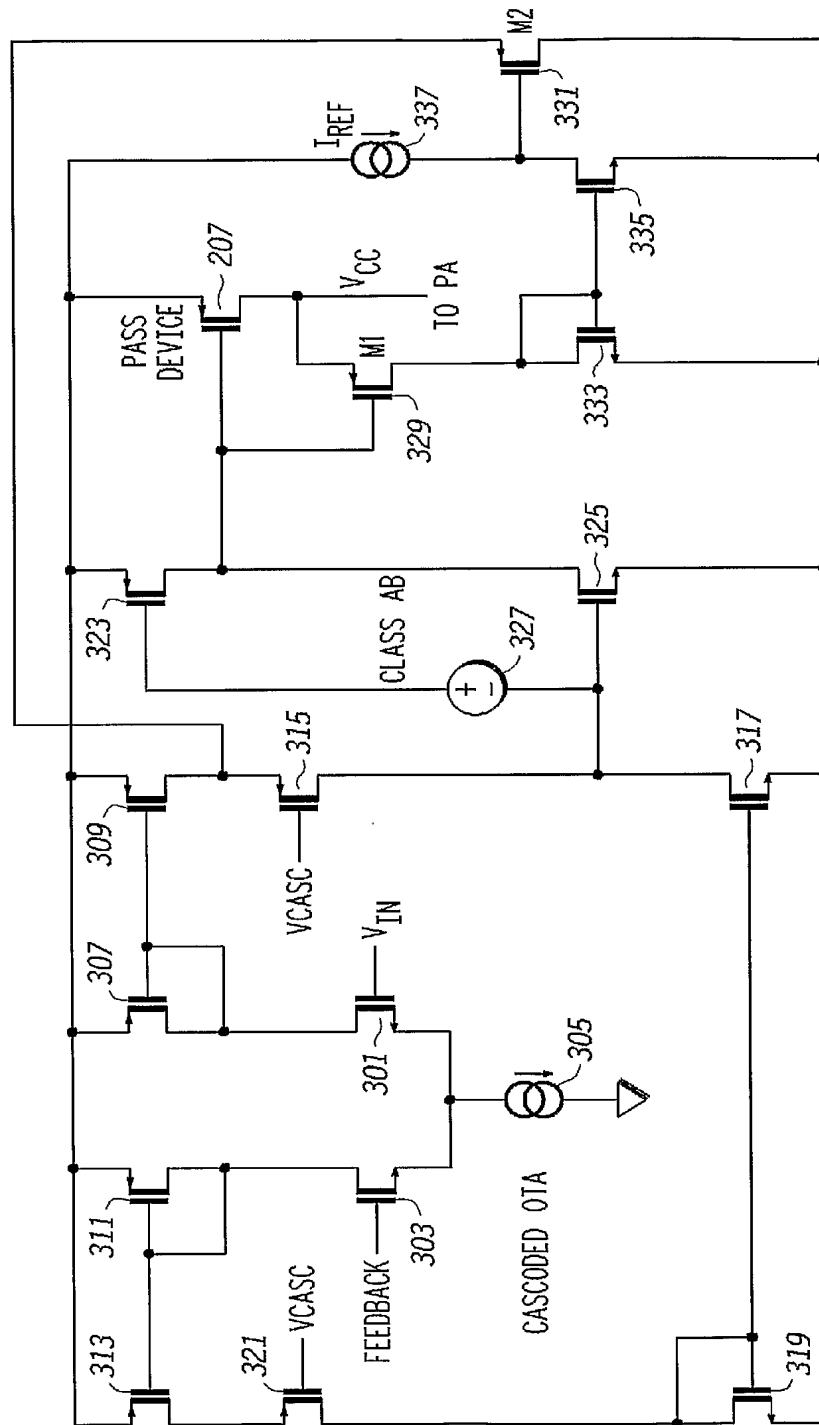 313
311
307
309
323
PASS
DEVICE
207
I_REF
337
M2
331
321
VCASC
FEEDBACK
303
301
V_IN
VCASC
315
CLASS AB
327
325
M1
329
V_CC
TO PA
335
333
305
CASCODED OTA
317
319